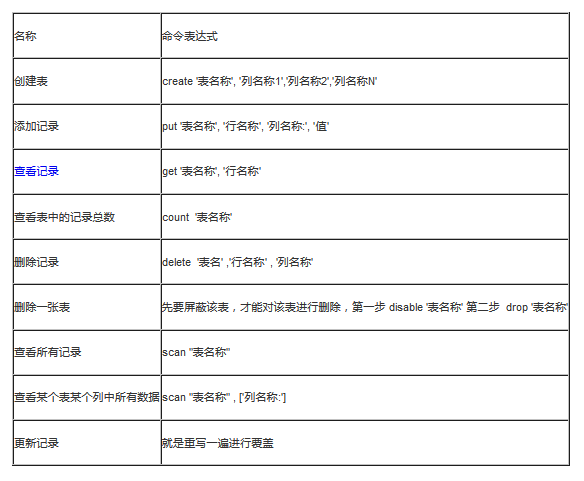 名称 命令表达式
创建表 create '表名称', '列名称1','列名称2','列名称N'
添加记录 put '表名称', '行名称', '列名称:', '值'
查看记录 get '表名称', '行名称'
查看表中的记录总数 count '表名称'
删除记录 delete '表名' ,'行名称' , '列名称'
删除一张表 先要屏蔽该表，才能对该表进行删除，第一步 disable '表名称' 第二步 drop '表名称'
查看所有记录 scan "表名称"
查看某个表某个列中所有数据 scan "表名称" , ['列名称:']
更新记录 就是重写一遍进行覆盖